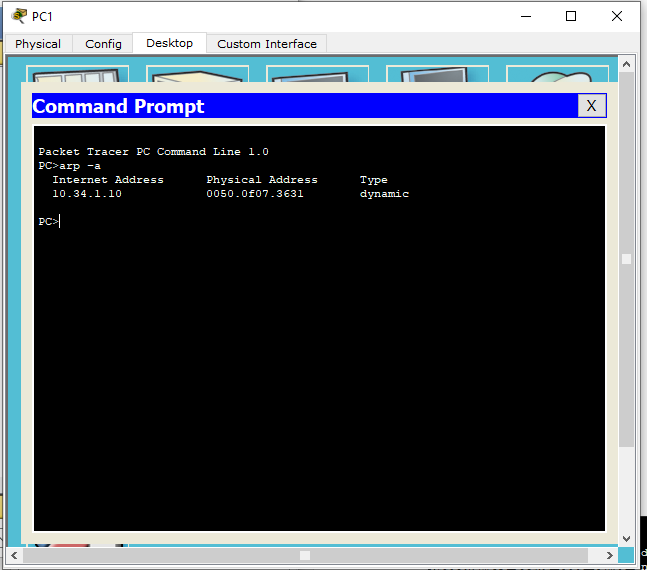 PC1
Physical Config Desktop Custom Interface
Command Prompt X
Packet Tracer PC Command Line 1.0
PC>arp -a
Internet Address Physical Address Type
10.34.1.10 0050.0f07.3631 dynamic
PC>